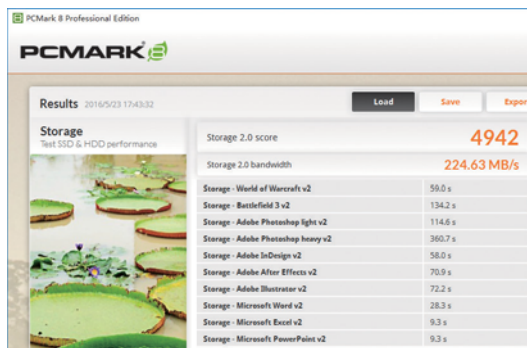 PCMark 8 Professional Edition
PCMARK 8
Results 2016/5/23 17:43:32
Load Save Export
Storage
Test SSD & HDD performance
Storage 2.0 score 4942
Storage 2.0 bandwidth 224.63 MB/s
Storage - World of Warcraft v2 59.0 s
Storage - Battlefield 3 v2 134.2 s
Storage - Adobe Photoshop light v2 114.6 s
Storage - Adobe Photoshop heavy v2 360.7 s
Storage - Adobe InDesign v2 58.0 s
Storage - Adobe After Effects v2 70.9 s
Storage - Adobe Illustrator v2 72.2 s
Storage - Microsoft Word v2 28.3 s
Storage - Microsoft Excel v2 9.3 s
Storage - Microsoft PowerPoint v2 9.3 s